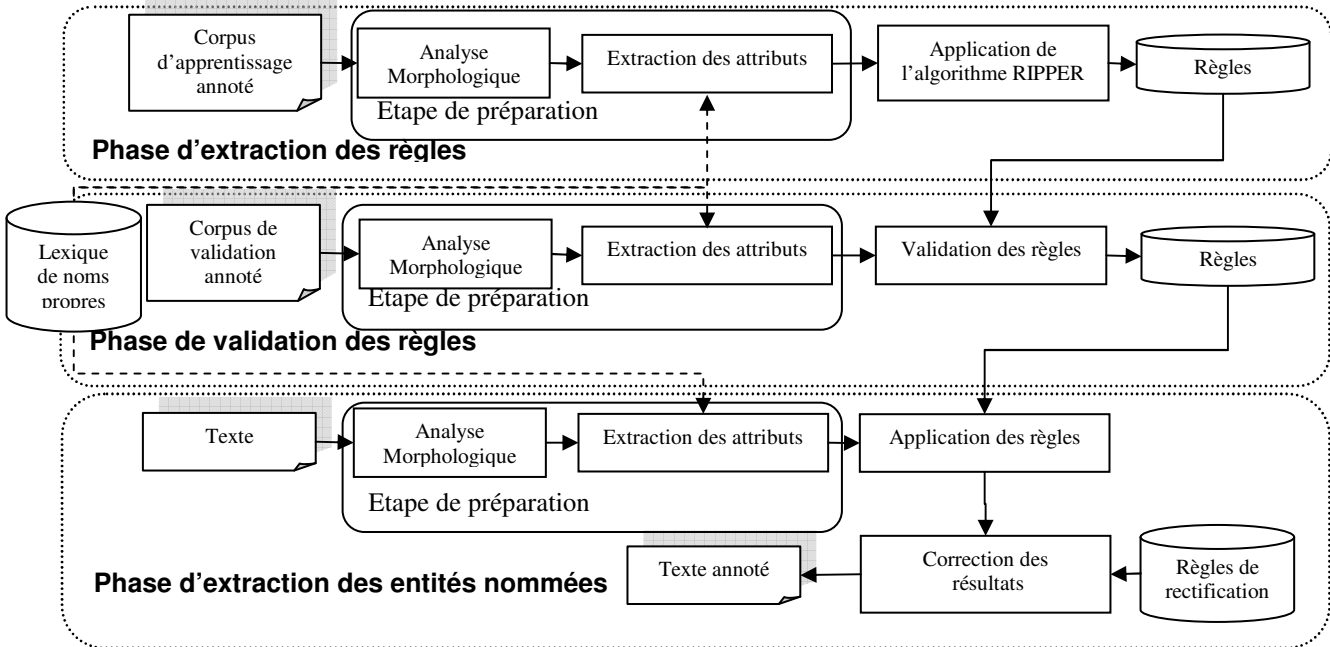 Corpus
d'apprentissage
annoté
Analyse
Morphologique
Extraction des attributs
Etape de préparation
Application de
l'algorithme RIPPER
Règles
Phase d'extraction des règles
Lexique
de noms
propres
Corpus de
validation
annoté
Analyse
Morphologique
Extraction des attributs
Etape de préparation
Validation des règles
Règles
Phase de validation des règles
Texte
Analyse
Morphologique
Extraction des attributs
Etape de préparation
Application des règles
Phase d'extraction des entités nommées
Texte annoté
Correction des
résultats
Règles de
rectification